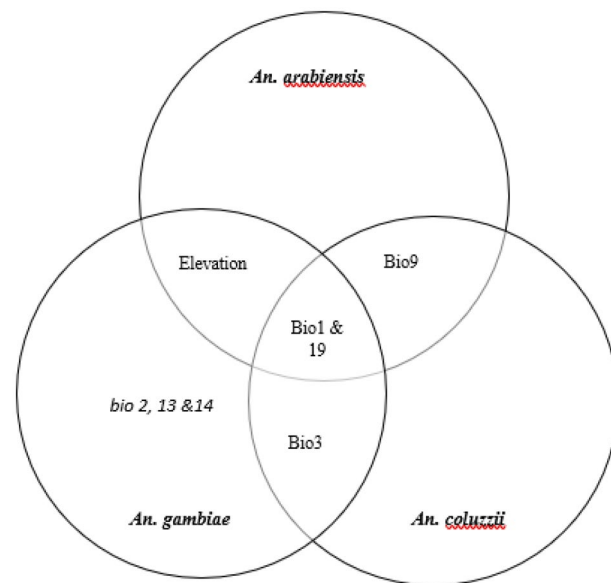 An. arabiensis
Elevation
Bio9
Bio1 &
19
bio 2, 13 &14
Bio3
An. gambiae
An. coluzzii